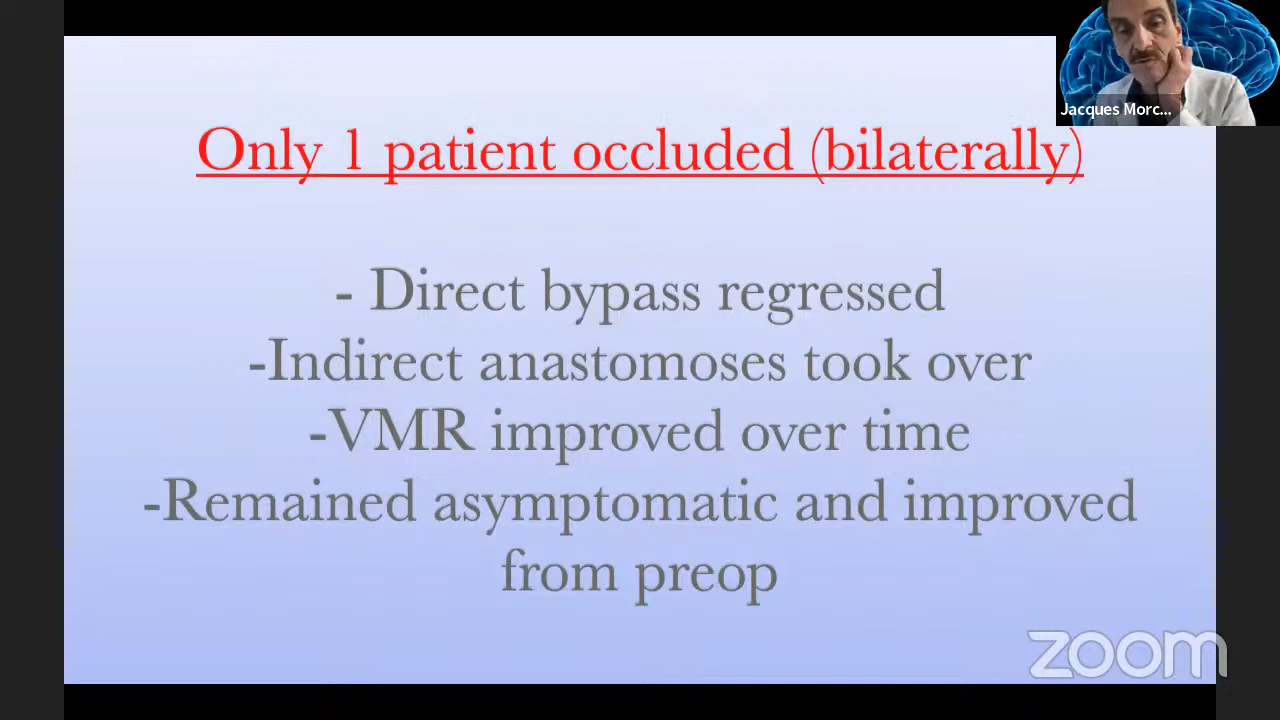 Jacques Morc...
Only 1 patient occluded (bilaterally)
- Direct bypass regressed
-Indirect anastomoses took over
-VMR improved over time
-Remained asymptomatic and improved
from preop
zoom